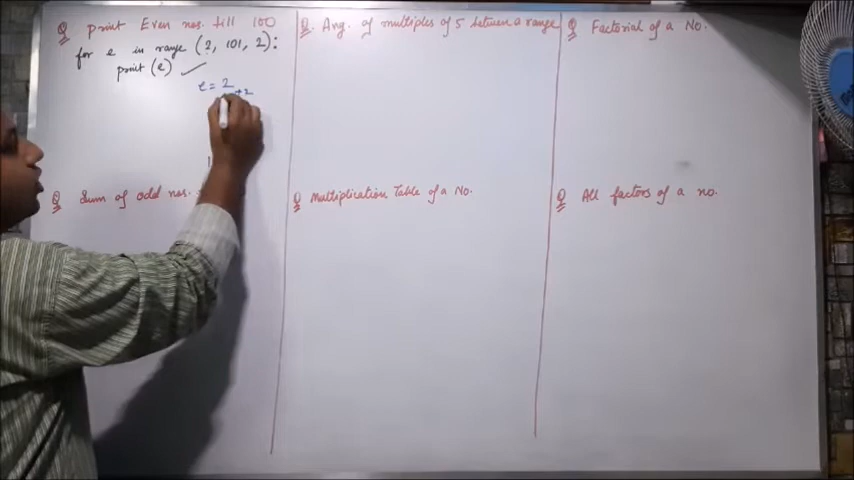 Q print Even nos. till 100
for e in range (2, 101, 2):
print (e)
e = 2
+2
Q Sum of odd nos.
Q. Avg. of multiples of 5 between a range
Q Multiplication Table of a No.
Q Factorial of a No.
Q All factors of a no.